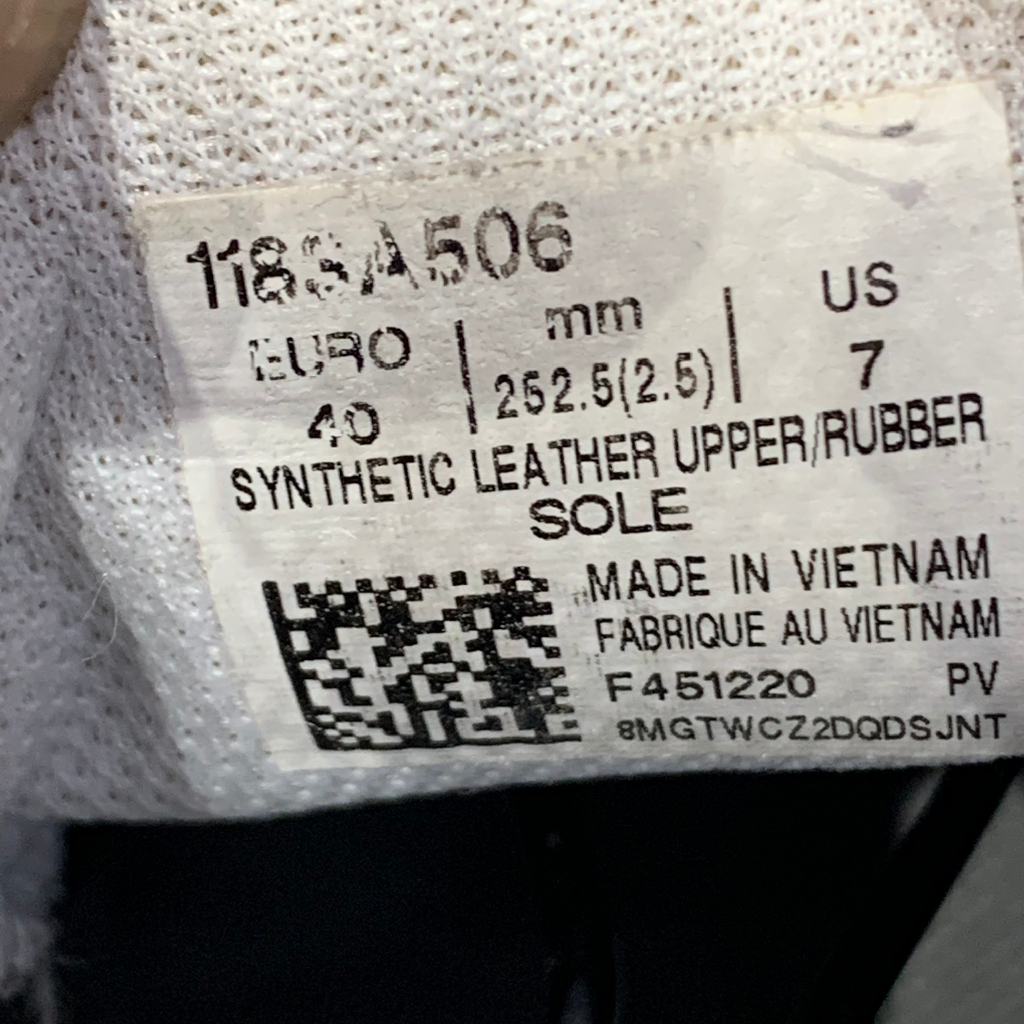 1183A506
EURO | mm | US
40 | 252.5(2.5) | 7
SYNTHETIC LEATHER UPPER/RUBBER
SOLE
MADE IN VIETNAM
FABRIQUE AU VIETNAM
F451220 PV
8MGTWCZ2DQDSJNT